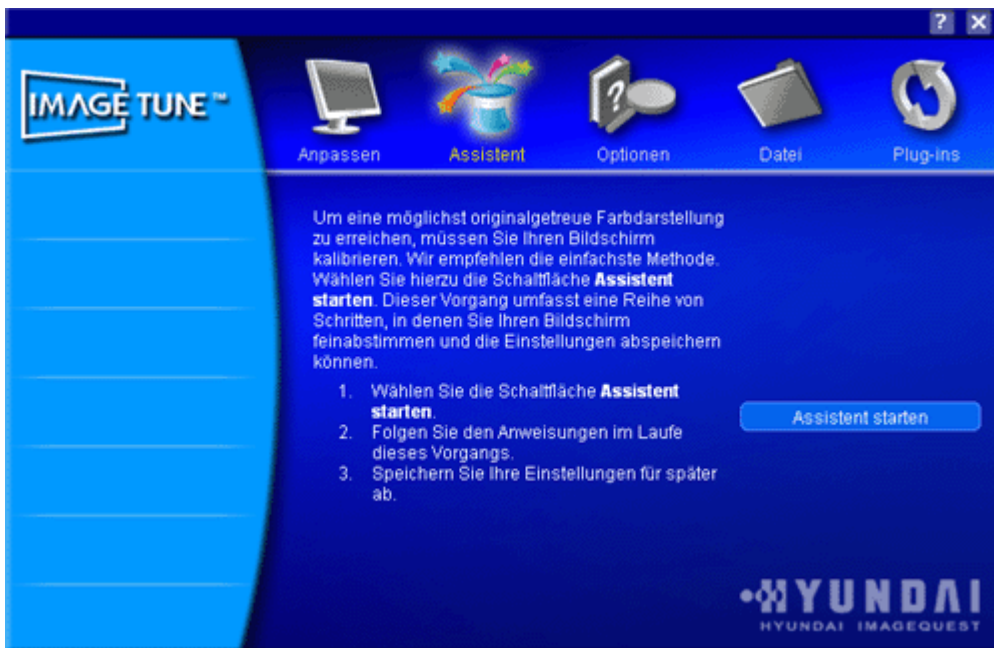 ? X
IMAGE TUNE™
Anpassen
Assistent
Optionen
Datei
Plug-ins
Um eine möglichst originalgetreue Farbdarstellung
zu erreichen, müssen Sie Ihren Bildschirm
kalibrieren. Wir empfehlen die einfachste Methode.
Wählen Sie hierzu die Schaltfläche Assistent
starten. Dieser Vorgang umfasst eine Reihe von
Schritten, in denen Sie Ihren Bildschirm
feinabstimmen und die Einstellungen abspeichern
können.
1. Wählen Sie die Schaltfläche Assistent
starten.
2. Folgen Sie den Anweisungen im Laufe
dieses Vorgangs.
3. Speichern Sie Ihre Einstellungen für später
ab.
Assistent starten
HYUNDAI
HYUNDAI IMAGEQUEST